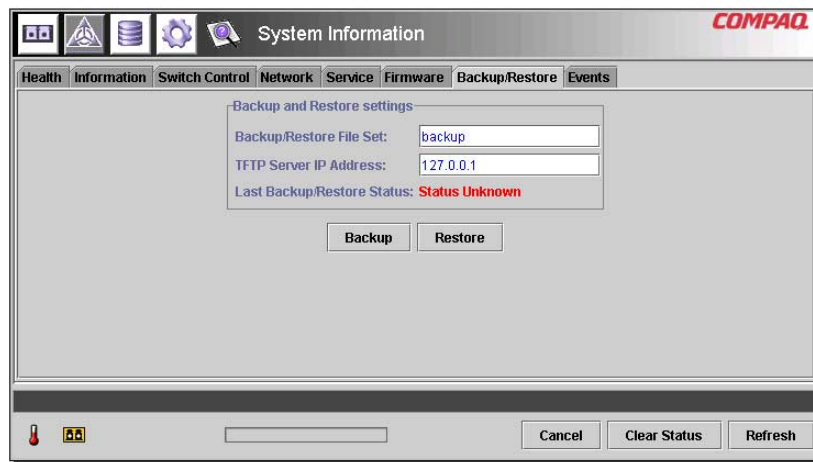 System Information
COMPAQ
Health Information Switch Control Network Service Firmware Backup/Restore Events
Backup and Restore settings
Backup/Restore File Set: backup
TFTP Server IP Address: 127.0.0.1
Last Backup/Restore Status: Status Unknown
Backup Restore
Cancel Clear Status Refresh